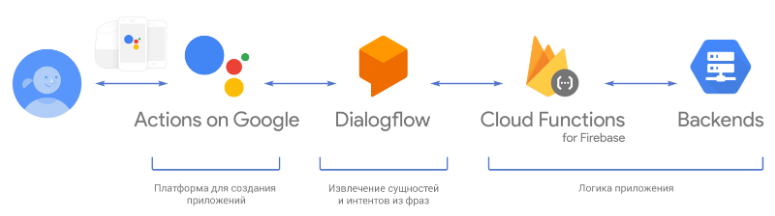 Actions on Google
Dialogflow
Cloud Functions
for Firebase
Backends
Платформа для создания
приложений
Извлечение сущностей
и интентов из фраз
Логика приложения